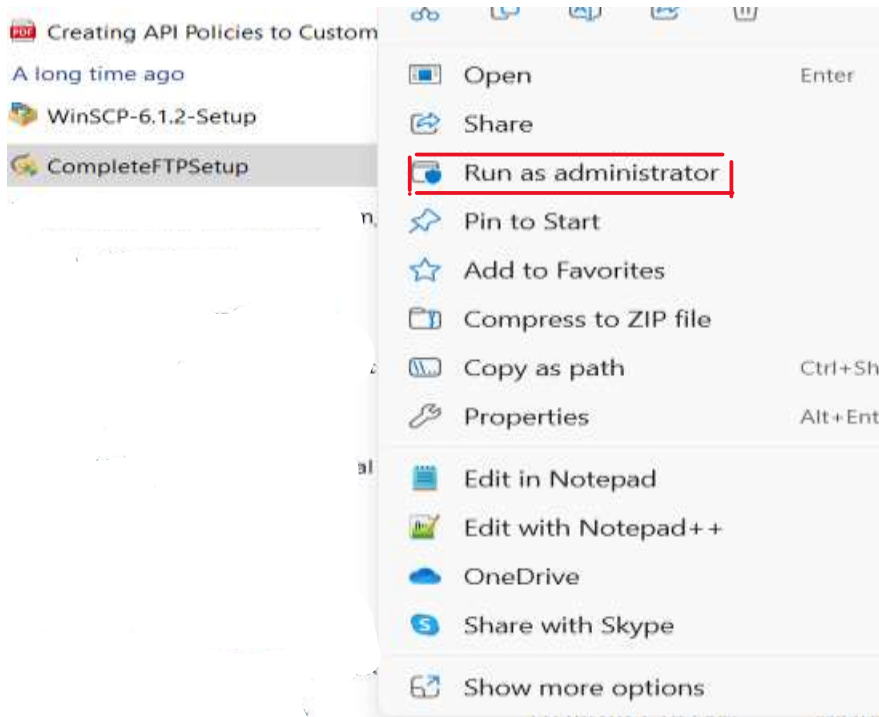 Creating API Policies to Custom
A long time ago
WinSCP-6.1.2-Setup
CompleteFTPSetup
Open Enter
Share
Run as administrator
Pin to Start
Add to Favorites
Compress to ZIP file
Copy as path Ctrl+Sh
Properties Alt+Ent
Edit in Notepad
Edit with Notepad++
OneDrive
Share with Skype
Show more options